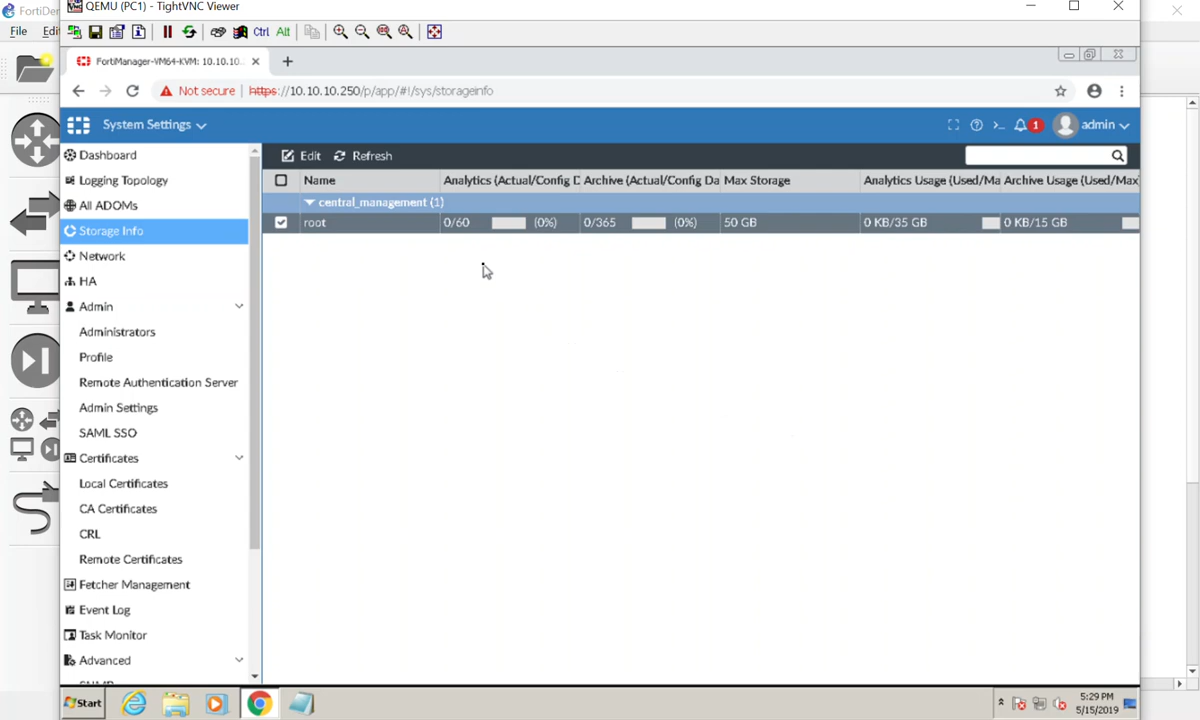 FortiDer
QEMU (PC1) - TightVNC Viewer
File Edi
Ctrl Alt
FortiManager-VM64-KVM: 10.10.10.
Not secure https://10.10.10.250/p/app/#!/sys/storageinfo
System Settings
1 admin
Dashboard
Logging Topology
All ADOMs
Storage Info
Network
HA
Admin
Administrators
Profile
Remote Authentication Server
Admin Settings
SAML SSO
Certificates
Local Certificates
CA Certificates
CRL
Remote Certificates
Fetcher Management
Event Log
Task Monitor
Advanced
Edit Refresh
Name Analytics (Actual/Config D Archive (Actual/Config Da Max Storage Analytics Usage (Used/Ma Archive Usage (Used/Max
central_management (1)
root 0/60 (0%) 0/365 (0%) 50 GB 0 KB/35 GB 0 KB/15 GB
Start
5:29 PM
5/15/2019